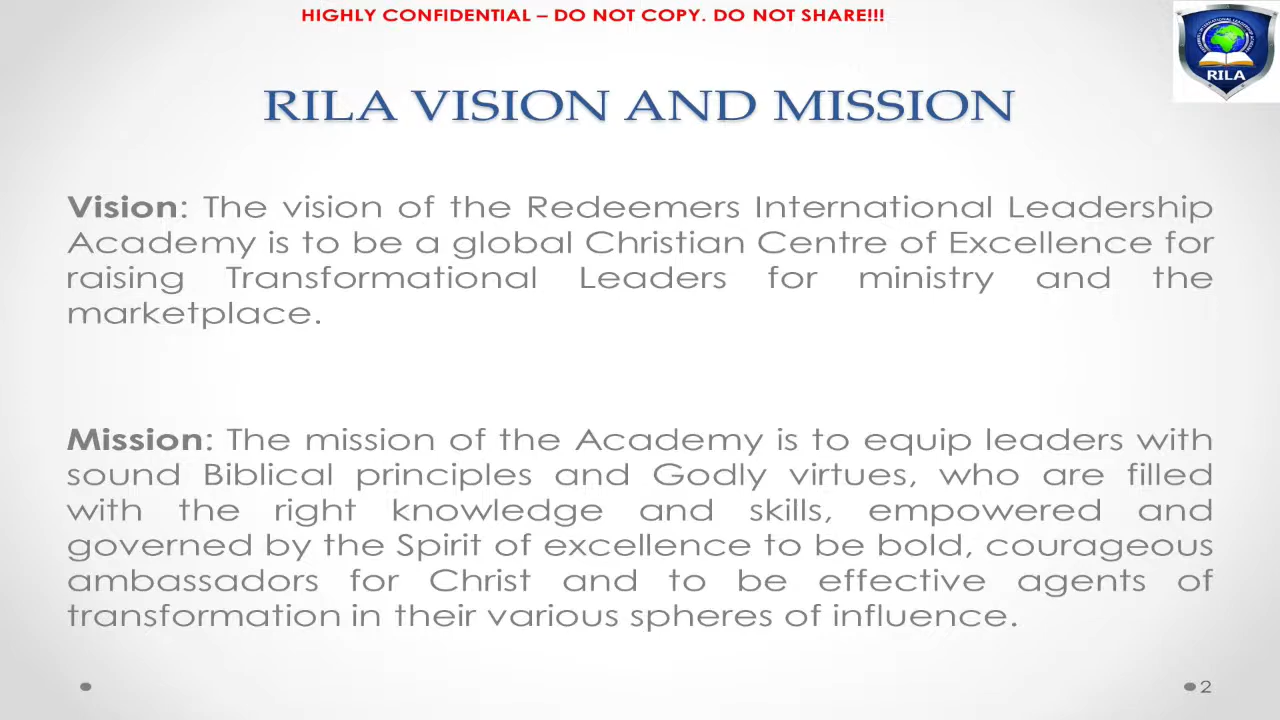 HIGHLY CONFIDENTIAL – DO NOT COPY. DO NOT SHARE!!!
RILA
RILA VISION AND MISSION
Vision: The vision of the Redeemers International Leadership
Academy is to be a global Christian Centre of Excellence for
raising Transformational Leaders for ministry and the
marketplace.
Mission: The mission of the Academy is to equip leaders with
sound Biblical principles and Godly virtues, who are filled
with the right knowledge and skills, empowered and
governed by the Spirit of excellence to be bold, courageous
ambassadors for Christ and to be effective agents of
transformation in their various spheres of influence.
2